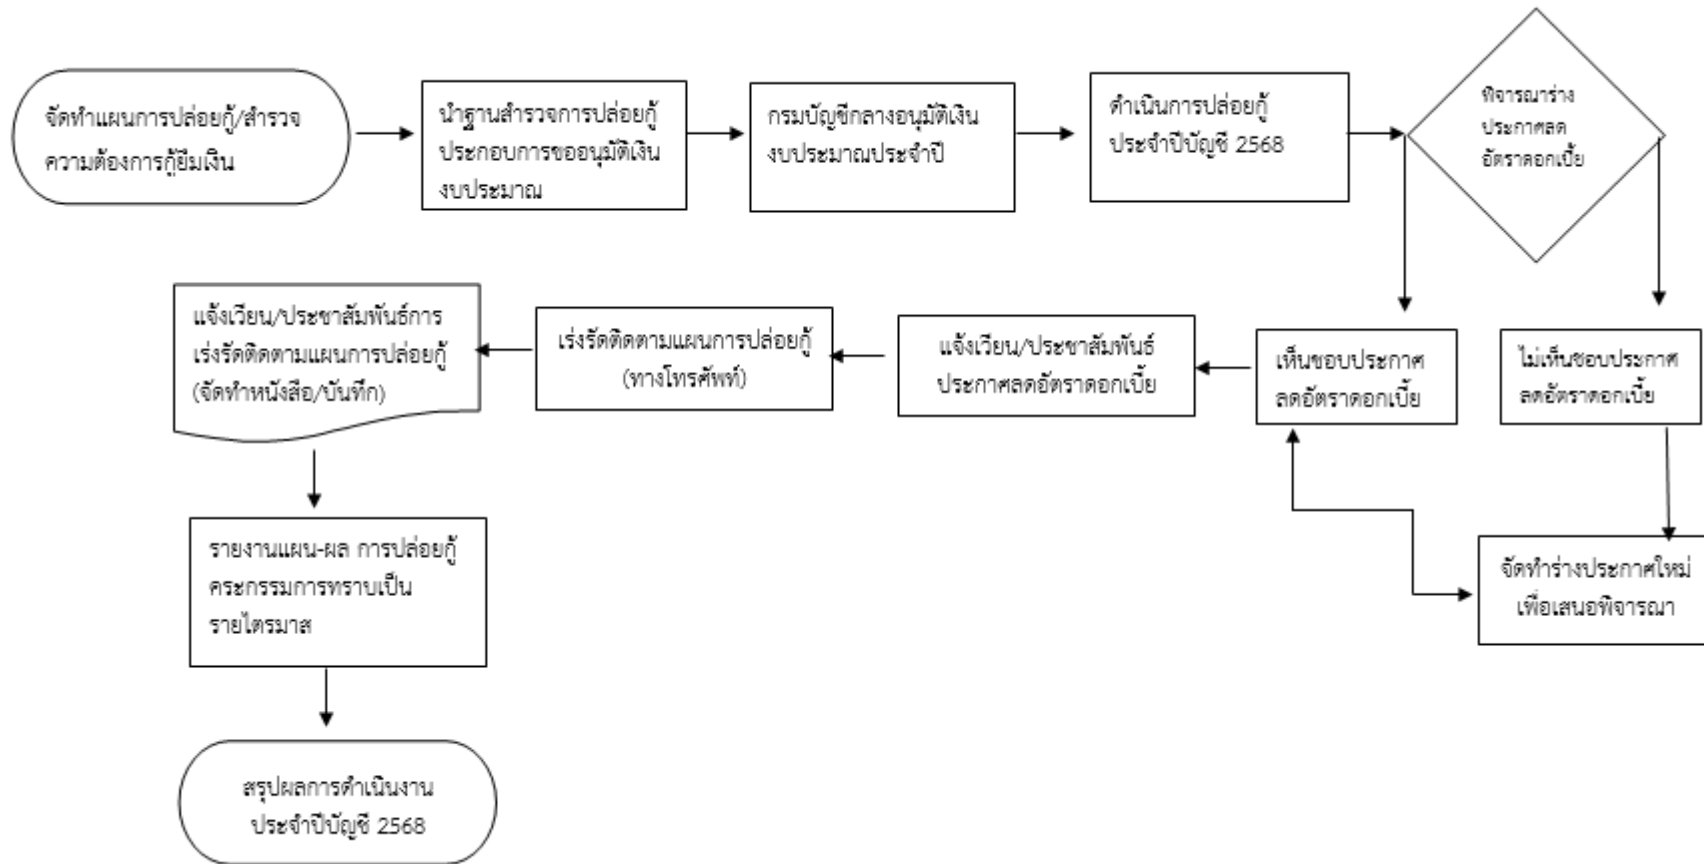 จัดทำแผนการปล่อยกู้/สำรวจ
ความต้องการกู้ยืมเงิน
นำฐานสำรวจการปล่อยกู้
ประกอบการขออนุมัติเงิน
งบประมาณ
กรมบัญชีกลางอนุมัติเงิน
งบประมาณประจำปี
ดำเนินการปล่อยกู้
ประจำปีบัญชี 2568
พิจารณาร่าง
ประกาศลด
อัตราดอกเบี้ย
ไม่เห็นชอบประกาศ
ลดอัตราดอกเบี้ย
จัดทำร่างประกาศใหม่
เพื่อเสนอพิจารณา
เห็นชอบประกาศ
ลดอัตราดอกเบี้ย
แจ้งเวียน/ประชาสัมพันธ์
ประกาศลดอัตราดอกเบี้ย
เร่งรัดติดตามแผนการปล่อยกู้
(ทางโทรศัพท์)
แจ้งเวียน/ประชาสัมพันธ์การ
เร่งรัดติดตามแผนการปล่อยกู้
(จัดทำหนังสือ/บันทึก)
รายงานแผน-ผล การปล่อยกู้
คระกรรมการทราบเป็น
รายไตรมาส
สรุปผลการดำเนินงาน
ประจำปีบัญชี 2568